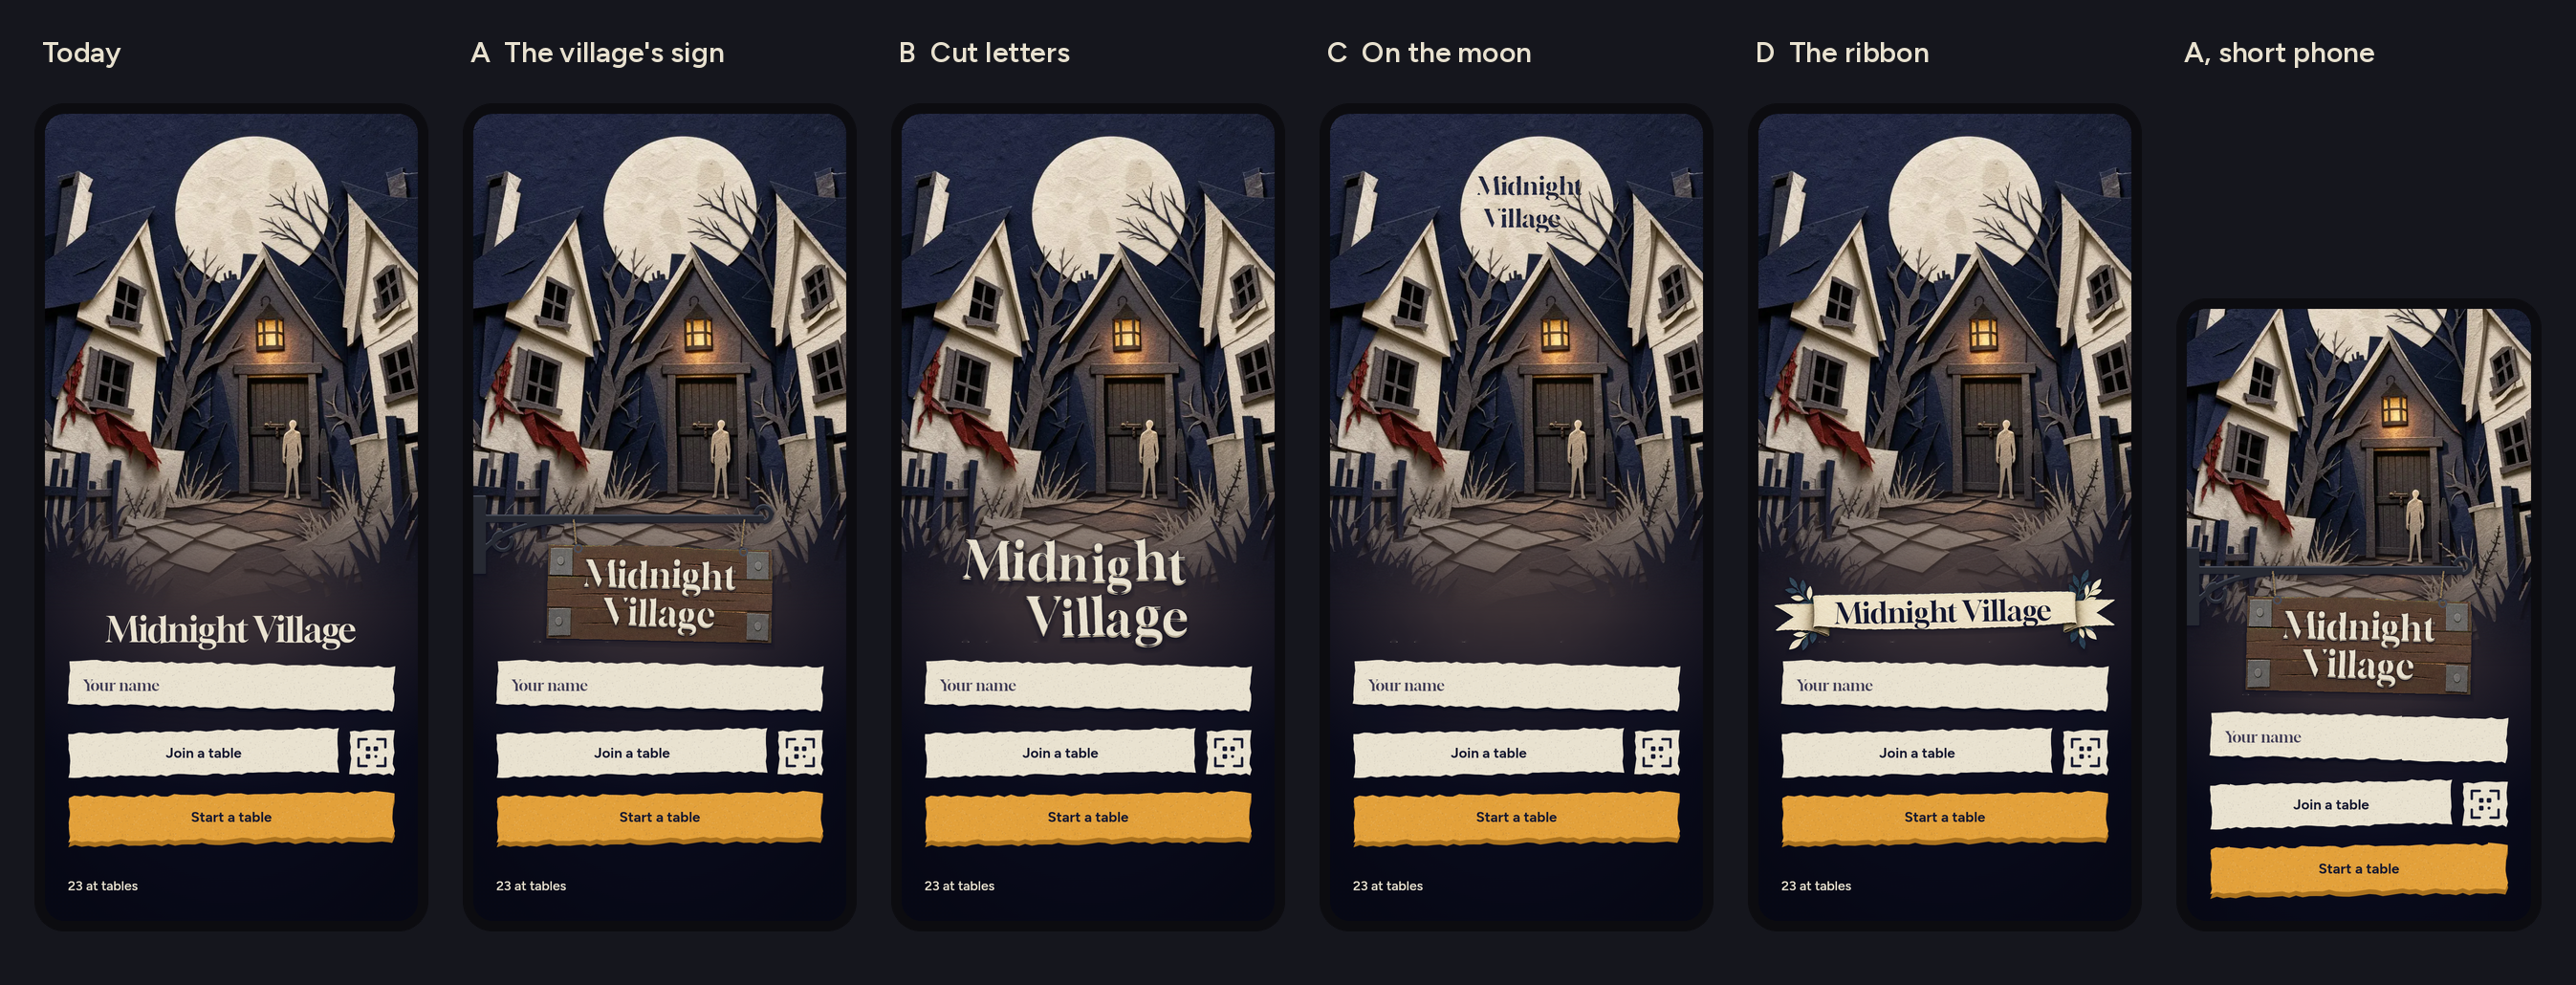 Today
Midnight Village
Your name
Join a table
Start a table
23 at tables
A The village's sign
Midnight
Village
Your name
Join a table
Start a table
23 at tables
B Cut letters
Midnight
Village
Your name
Join a table
Start a table
23 at tables
C On the moon
Midnight
Village
Your name
Join a table
Start a table
23 at tables
D The ribbon
Midnight Village
Your name
Join a table
Start a table
23 at tables
A, short phone
Midnight
Village
Your name
Join a table
Start a table